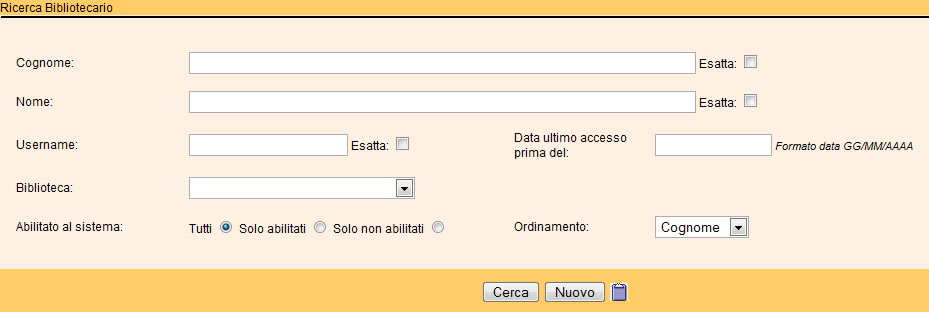 Ricerca Bibliotecario
Cognome: Esatta:
Nome: Esatta:
Username: Esatta: Data ultimo accesso prima del: Formato data GG/MM/AAAA
Biblioteca:
Abilitato al sistema: Tutti Solo abilitati Solo non abilitati Ordinamento: Cognome
Cerca Nuovo